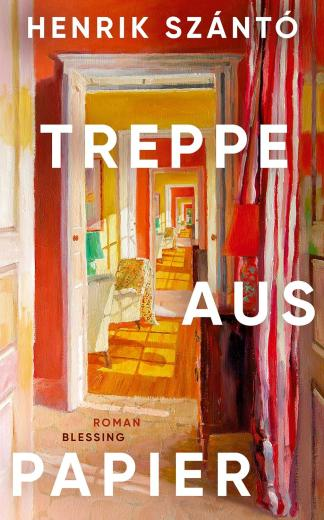 HENRIK SZÁNTÓ
TREPPE
AUS
ROMAN
BLESSING
PAPIER